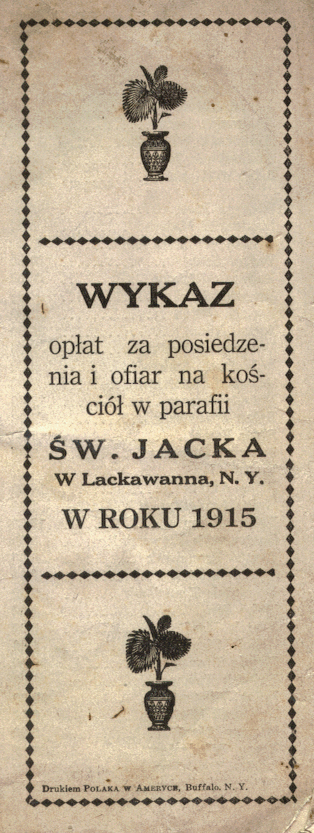 WYKAZ
opłat za posiedze-
nia i ofiar na koś-
ciół w parafii
ŚW. JACKA
W Lackawanna, N. Y.
W ROKU 1915
Drukiem POLAKA W AMERYCE, Buffalo, N. Y.